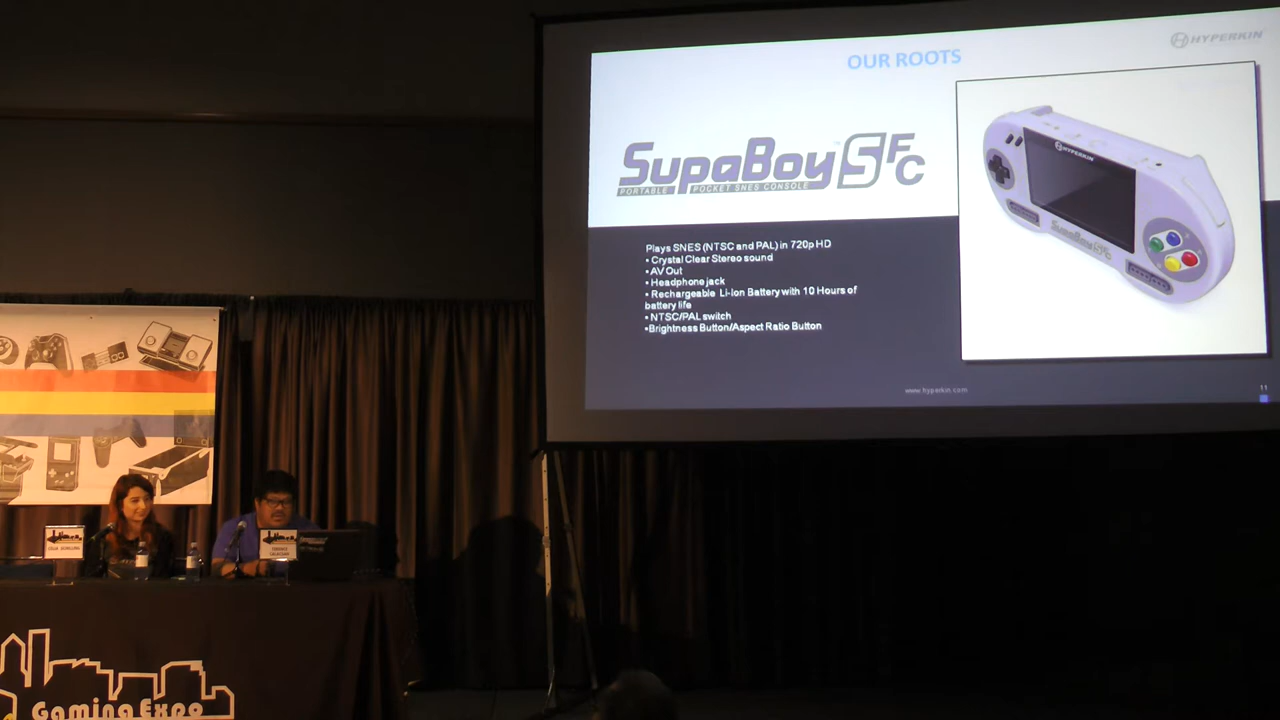 HYPERKIN
OUR ROOTS
SupaBoy SFC
PORTABLE POCKET SNES CONSOLE
HYPERKIN
SupaBoy SFC
Plays SNES (NTSC and PAL) in 720p HD
• Crystal Clear Stereo sound
• AV Out
• Headphone jack
• Rechargeable Li-Ion Battery with 10 Hours of
battery life
• NTSC/PAL switch
•Brightness Button/Aspect Ratio Button
www.hyperkin.com
11
Gaming Expo